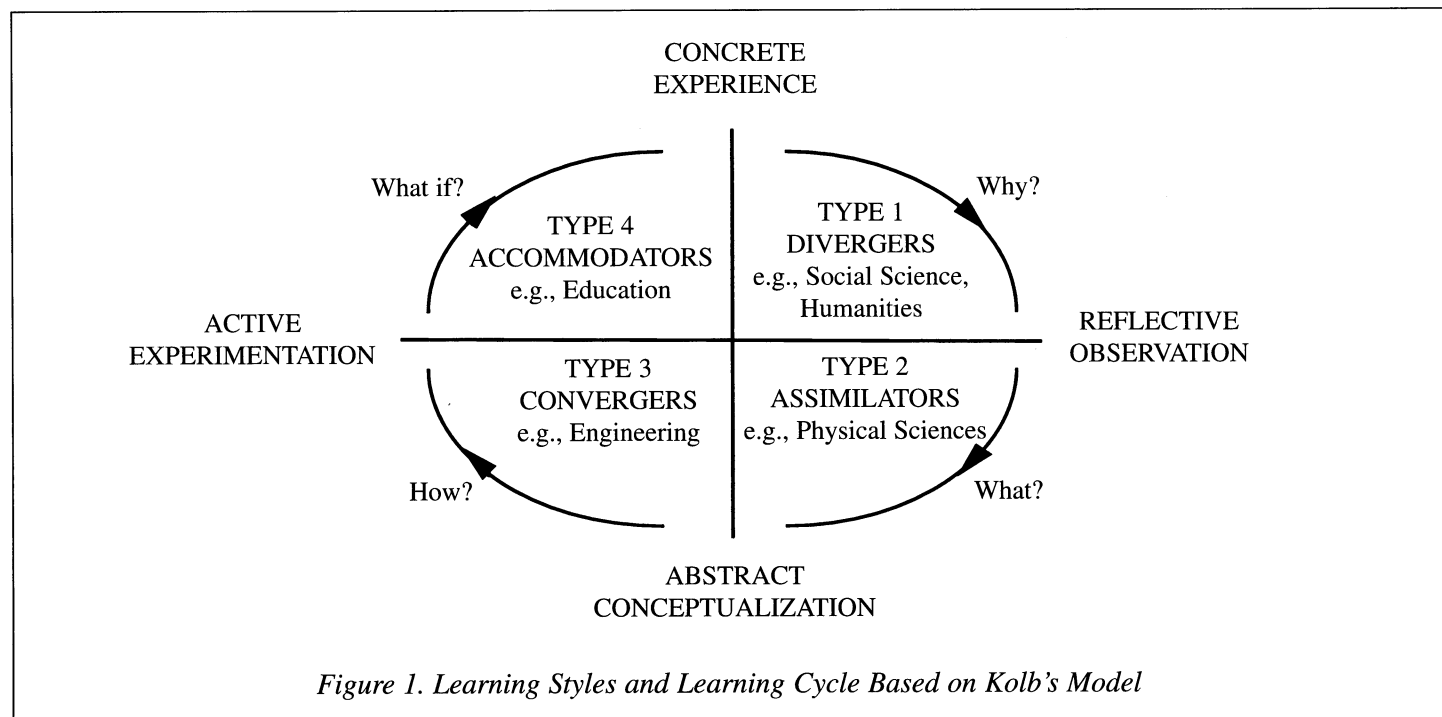 CONCRETE
EXPERIENCE
What if?
Why?
TYPE 4
ACCOMMODATORS
e.g., Education
TYPE 1
DIVERGERS
e.g., Social Science,
Humanities
ACTIVE
EXPERIMENTATION
REFLECTIVE
OBSERVATION
TYPE 3
CONVERGERS
e.g., Engineering
TYPE 2
ASSIMILATORS
e.g., Physical Sciences
How?
What?
ABSTRACT
CONCEPTUALIZATION
Figure 1. Learning Styles and Learning Cycle Based on Kolb's Model